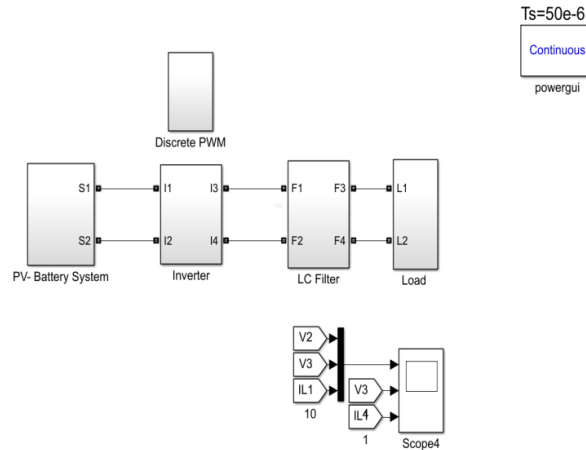 Ts=50e-6
Continuous
powergui
Discrete PWM
S1 I1 I3 F1 F3 L1
S2 I2 I4 F2 F4 L2
PV- Battery System
Inverter
LC Filter
Load
V2
V3
IL1
10
V3
IL4
1
Scope4